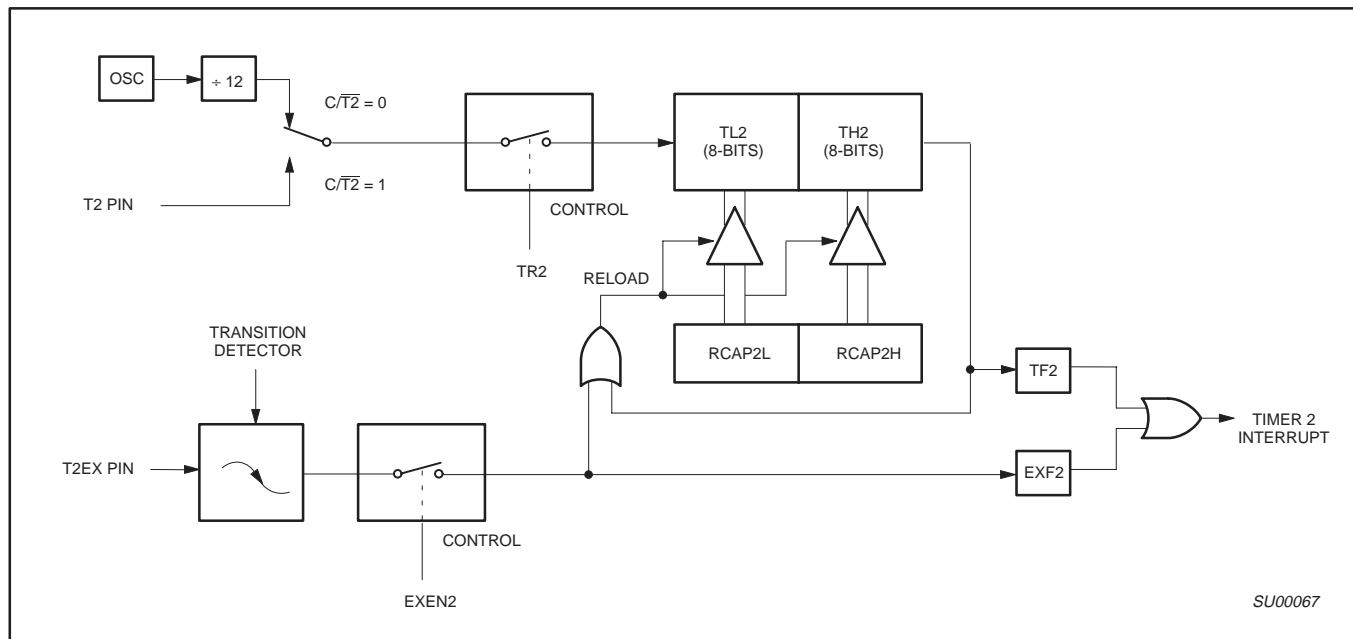 OSC
÷ 12
C/T2̅ = 0
C/T2̅ = 1
T2 PIN
CONTROL
TR2
TL2
(8-BITS)
TH2
(8-BITS)
RELOAD
RCAP2L
RCAP2H
TRANSITION
DETECTOR
T2EX PIN
CONTROL
EXEN2
TF2
EXF2
TIMER 2
INTERRUPT
SU00067